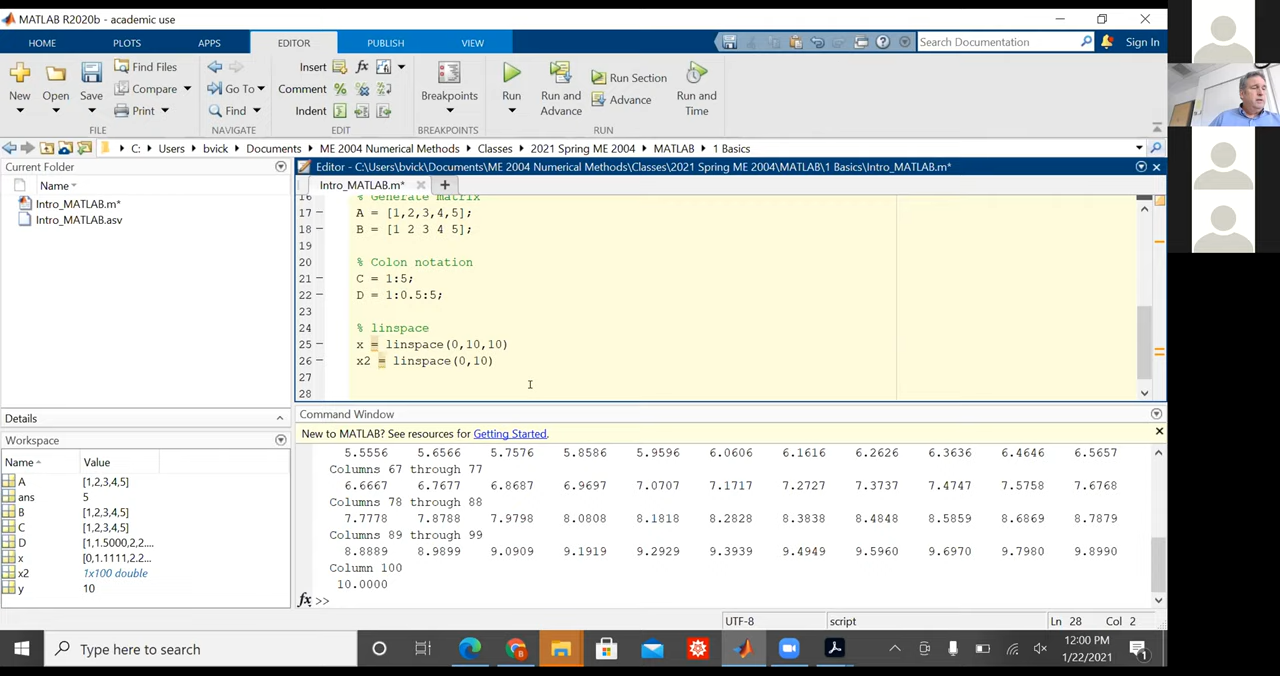 MATLAB R2020b - academic use
HOME PLOTS APPS EDITOR PUBLISH VIEW Search Documentation Sign In
New Open Save Find Files Compare Print
FILE
Go To Find
NAVIGATE
Insert fx
Comment %
Indent
EDIT
Breakpoints
BREAKPOINTS
Run Run and Advance Run Section Advance Run and Time
RUN
C: Users bvick Documents ME 2004 Numerical Methods Classes 2021 Spring ME 2004 MATLAB 1 Basics
Current Folder
Name
Intro_MATLAB.m*
Intro_MATLAB.asv
Details
Workspace
Name Value
A [1,2,3,4,5]
ans 5
B [1,2,3,4,5]
C [1,2,3,4,5]
D [1,1.5000,2,2....
x [0,1.1111,2.2...
x2 1x100 double
y 10
Editor - C:\Users\bvick\Documents\ME 2004 Numerical Methods\Classes\2021 Spring ME 2004\MATLAB\1 Basics\Intro_MATLAB.m*
Intro_MATLAB.m* +
16 % Generate matrix
17 A = [1,2,3,4,5];
18 B = [1 2 3 4 5];
19
20 % Colon notation
21 C = 1:5;
22 D = 1:0.5:5;
23
24 % linspace
25 x = linspace(0,10,10)
26 x2 = linspace(0,10)
27
28
Command Window
New to MATLAB? See resources for Getting Started.
5.5556 5.6566 5.7576 5.8586 5.9596 6.0606 6.1616 6.2626 6.3636 6.4646 6.5657
Columns 67 through 77
6.6667 6.7677 6.8687 6.9697 7.0707 7.1717 7.2727 7.3737 7.4747 7.5758 7.6768
Columns 78 through 88
7.7778 7.8788 7.9798 8.0808 8.1818 8.2828 8.3838 8.4848 8.5859 8.6869 8.7879
Columns 89 through 99
8.8889 8.9899 9.0909 9.1919 9.2929 9.3939 9.4949 9.5960 9.6970 9.7980 9.8990
Column 100
10.0000
fx >>
UTF-8 script Ln 28 Col 2
Type here to search
12:00 PM
1/22/2021
1